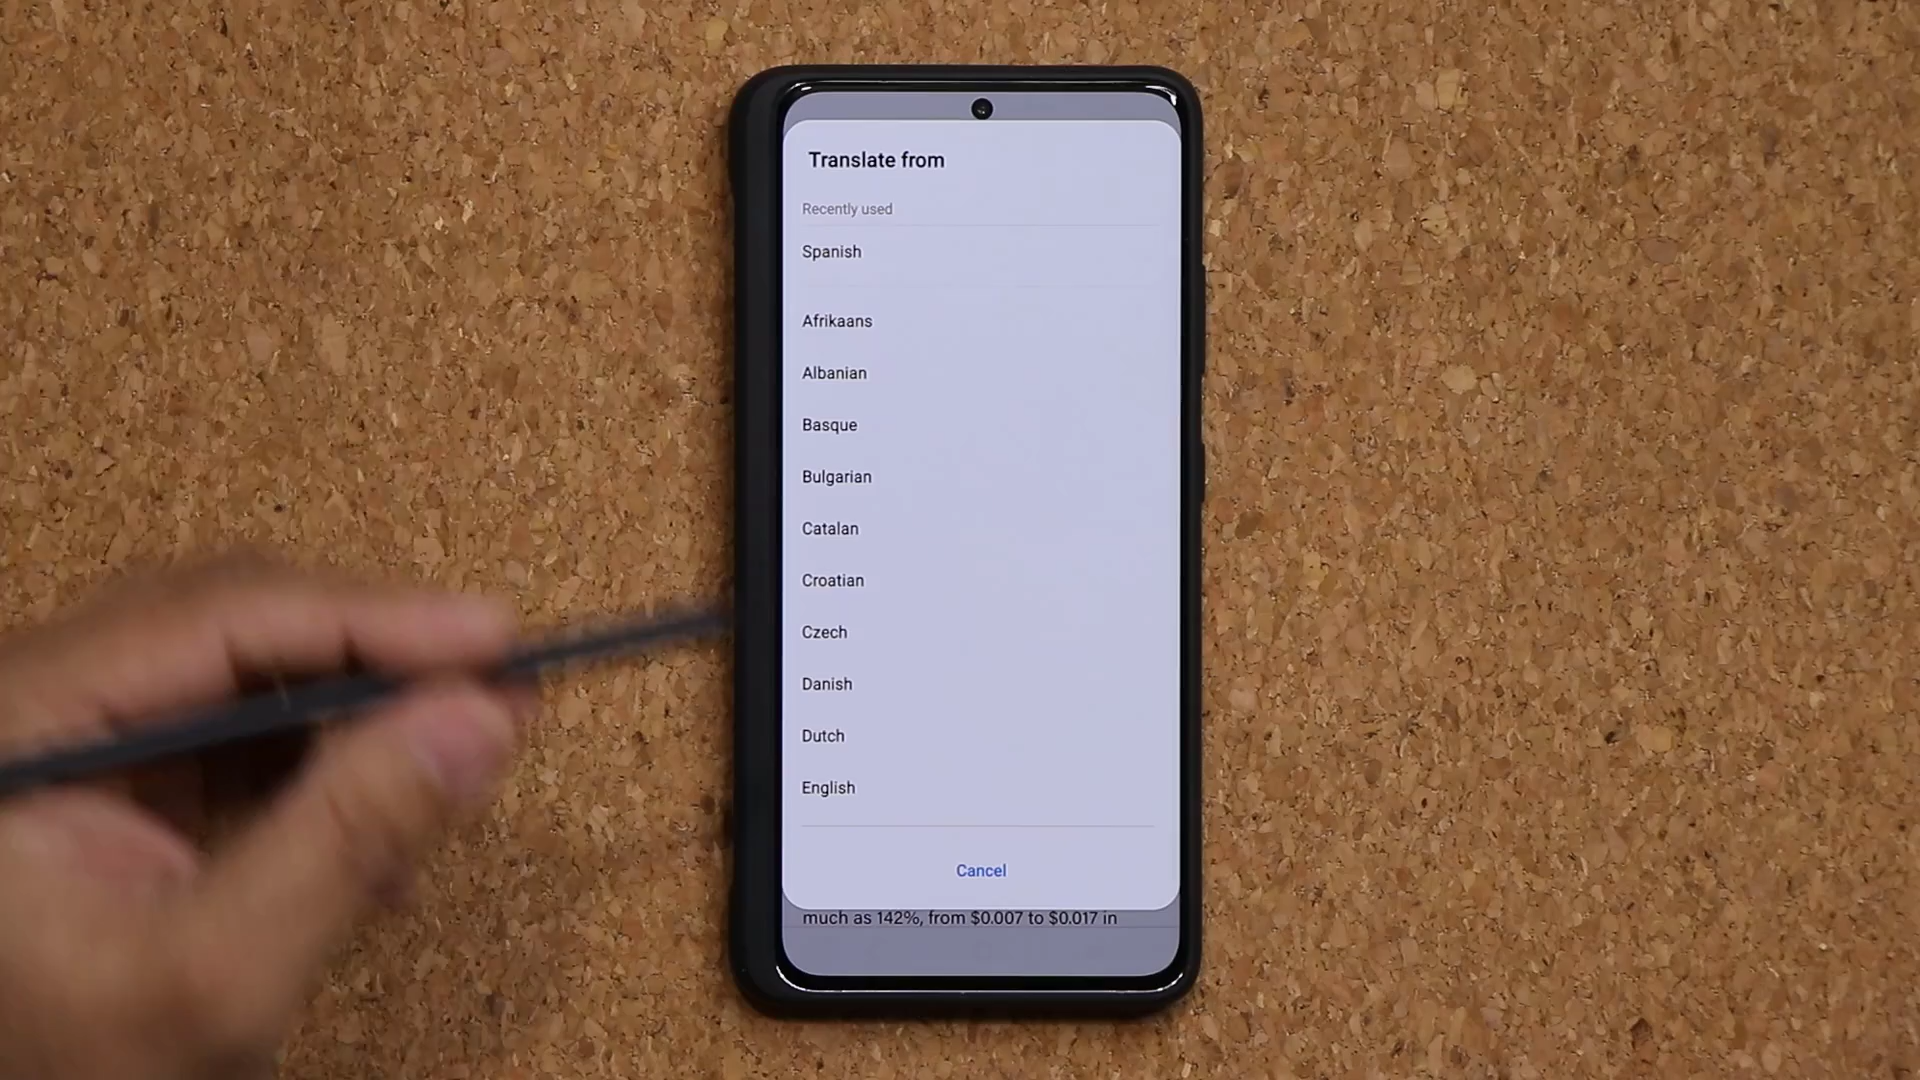 Translate from
Recently used
Spanish
Afrikaans
Albanian
Basque
Bulgarian
Catalan
Croatian
Czech
Danish
Dutch
English
Cancel
much as 142%, from $0.007 to $0.017 in